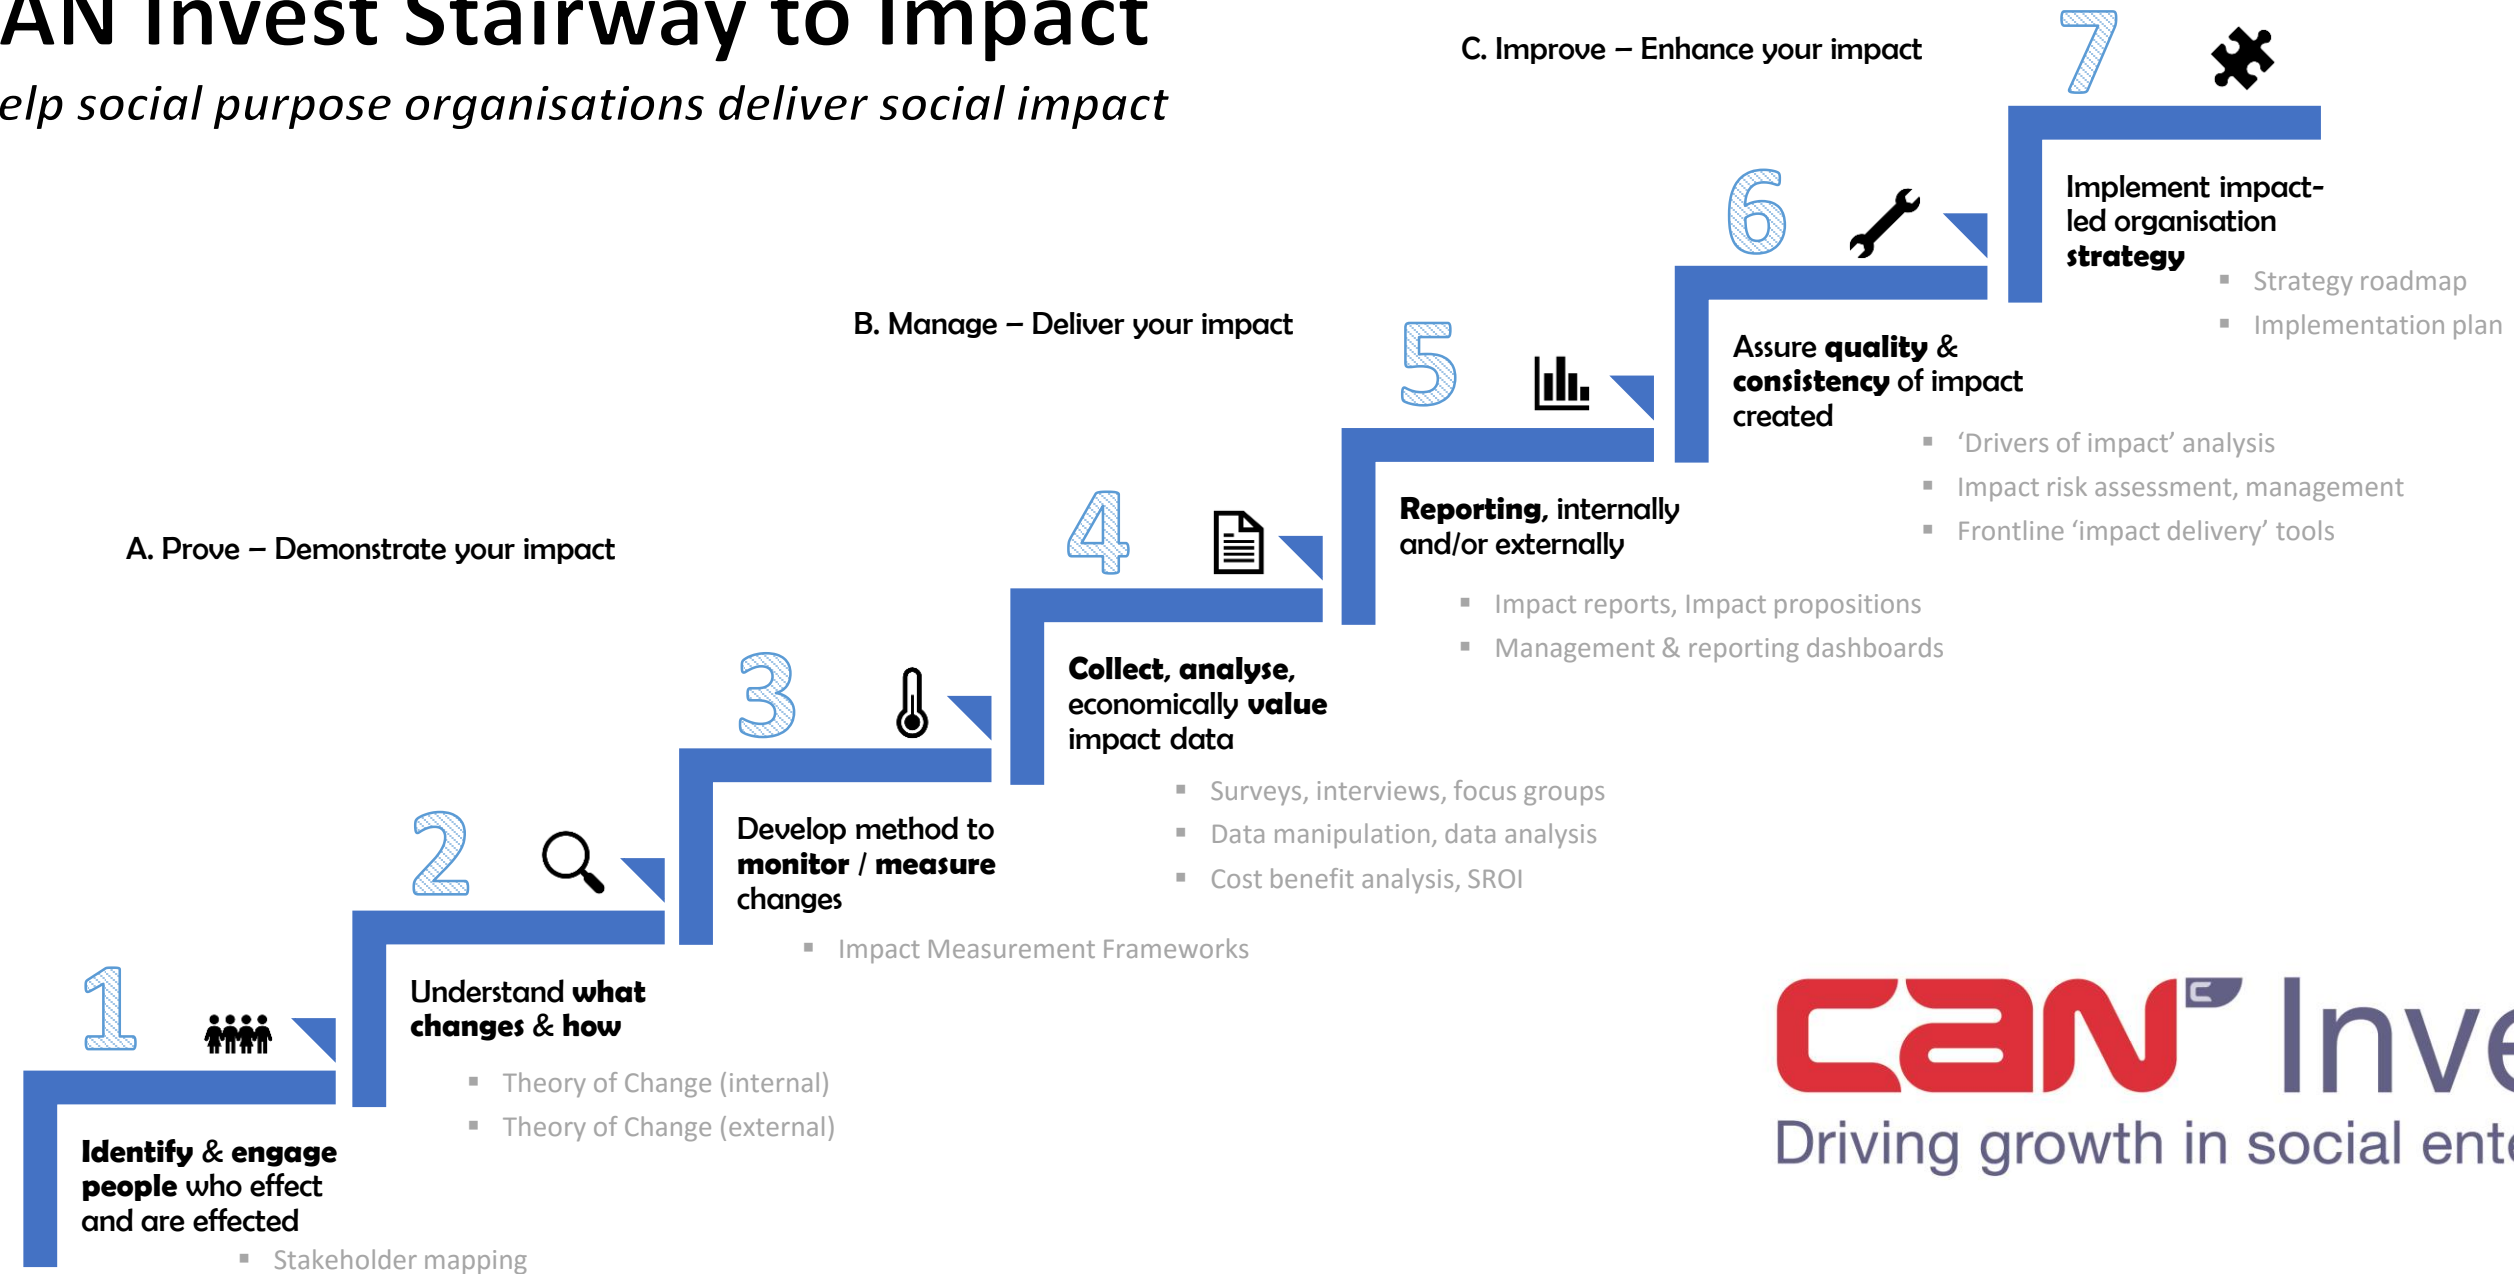 AN Invest Stairway to Impact
elp social purpose organisations deliver social impact
A. Prove – Demonstrate your impact
B. Manage – Deliver your impact
C. Improve – Enhance your impact
1
Identify & engage
people who effect
and are effected
▪ Stakeholder mapping
2
Understand what
changes & how
▪ Theory of Change (internal)
▪ Theory of Change (external)
3
Develop method to
monitor / measure
changes
▪ Impact Measurement Frameworks
4
Collect, analyse,
economically value
impact data
▪ Surveys, interviews, focus groups
▪ Data manipulation, data analysis
▪ Cost benefit analysis, SROI
5
Reporting, internally
and/or externally
▪ Impact reports, Impact propositions
▪ Management & reporting dashboards
6
Assure quality &
consistency of impact
created
▪ ‘Drivers of impact’ analysis
▪ Impact risk assessment, management
▪ Frontline ‘impact delivery’ tools
7
Implement impact-
led organisation
strategy
▪ Strategy roadmap
▪ Implementation plan
CaN c Inve
Driving growth in social ente